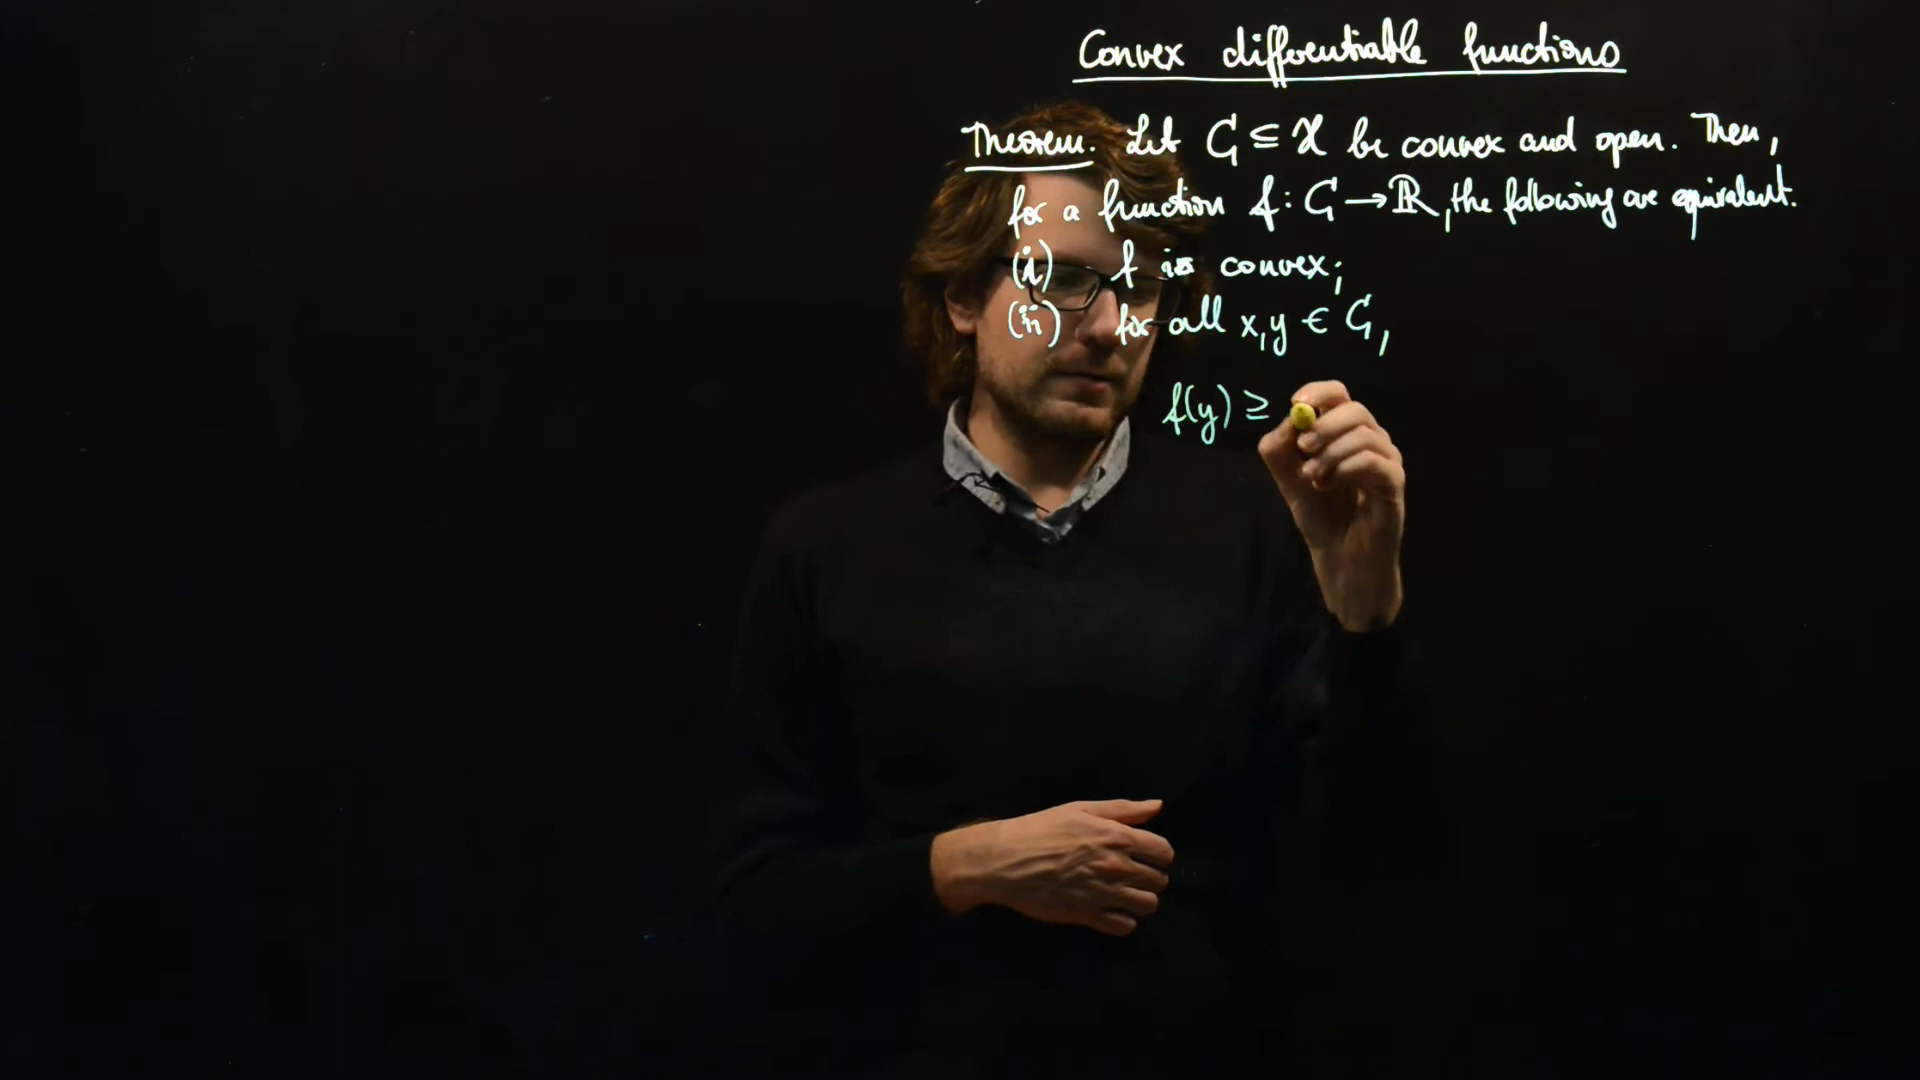 Convex differentiable functions
Theorem. Let G ⊆ X be convex and open. Then,
for a function f: G → ℝ, the following are equivalent.
(i) f is convex;
(ii) for all x, y ∈ G,
f(y) ≥